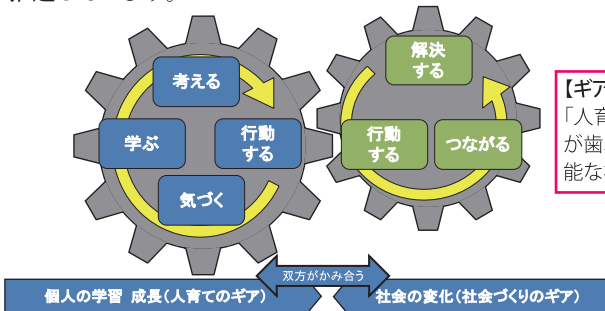 考える
学ぶ
行動
する
気づく
解決
する
行動
する
つながる
【ギア
「人育
が歯
能な
双方がかみ合う
個人の学習 成長(人育てのギア)
社会の変化(社会づくりのギア)